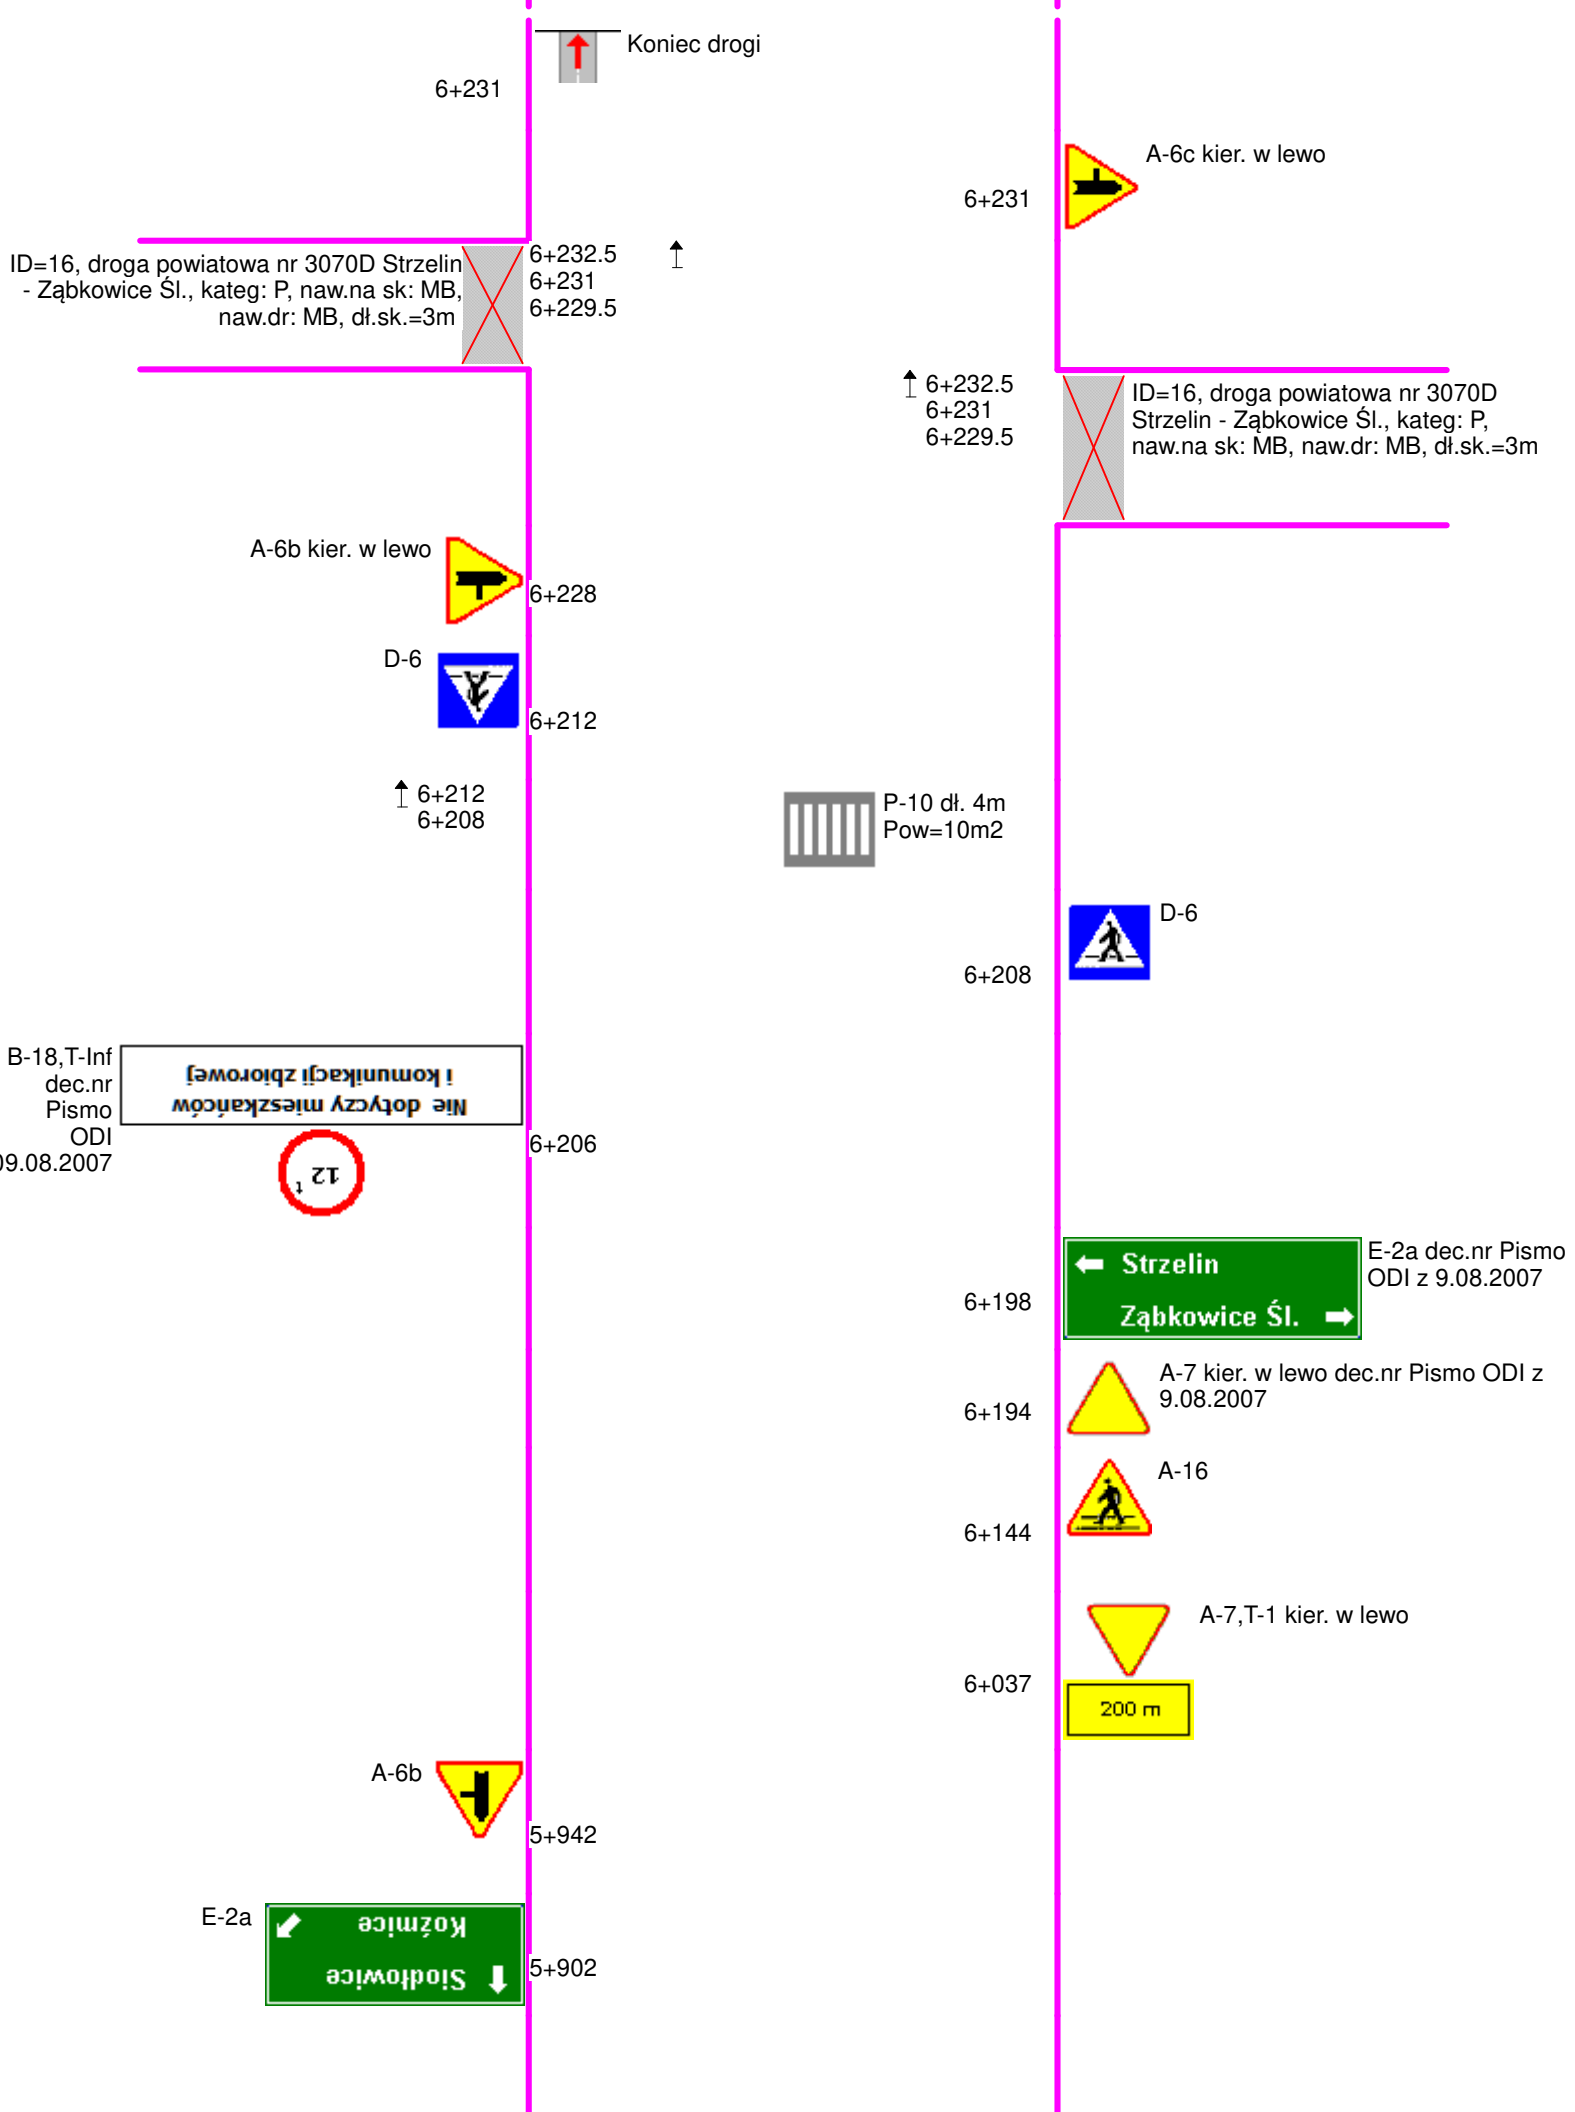 Koniec drogi
6+231
A-6c kier. w lewo
6+231
ID=16, droga powiatowa nr 3070D Strzelin
- Ząbkowice Śl., kateg: P, naw.na sk: MB,
naw.dr: MB, dł.sk.=3m
6+232.5
6+231
6+229.5
6+232.5
6+231
6+229.5
ID=16, droga powiatowa nr 3070D
Strzelin - Ząbkowice Śl., kateg: P,
naw.na sk: MB, naw.dr: MB, dł.sk.=3m
A-6b kier. w lewo
6+228
D-6
6+212
6+212
6+208
P-10 dł. 4m
Pow=10m2
D-6
6+208
B-18,T-Inf
dec.nr
Pismo
ODI
09.08.2007
Nie dotyczy mieszkańców
i komunikacji zbiorowej
12 t
6+206
Strzelin
Ząbkowice Śl.
E-2a dec.nr Pismo
ODI z 9.08.2007
6+198
A-7 kier. w lewo dec.nr Pismo ODI z
9.08.2007
6+194
A-16
6+144
A-7,T-1 kier. w lewo
6+037
200 m
A-6b
5+942
E-2a
Siodłowice
Koźmice
5+902